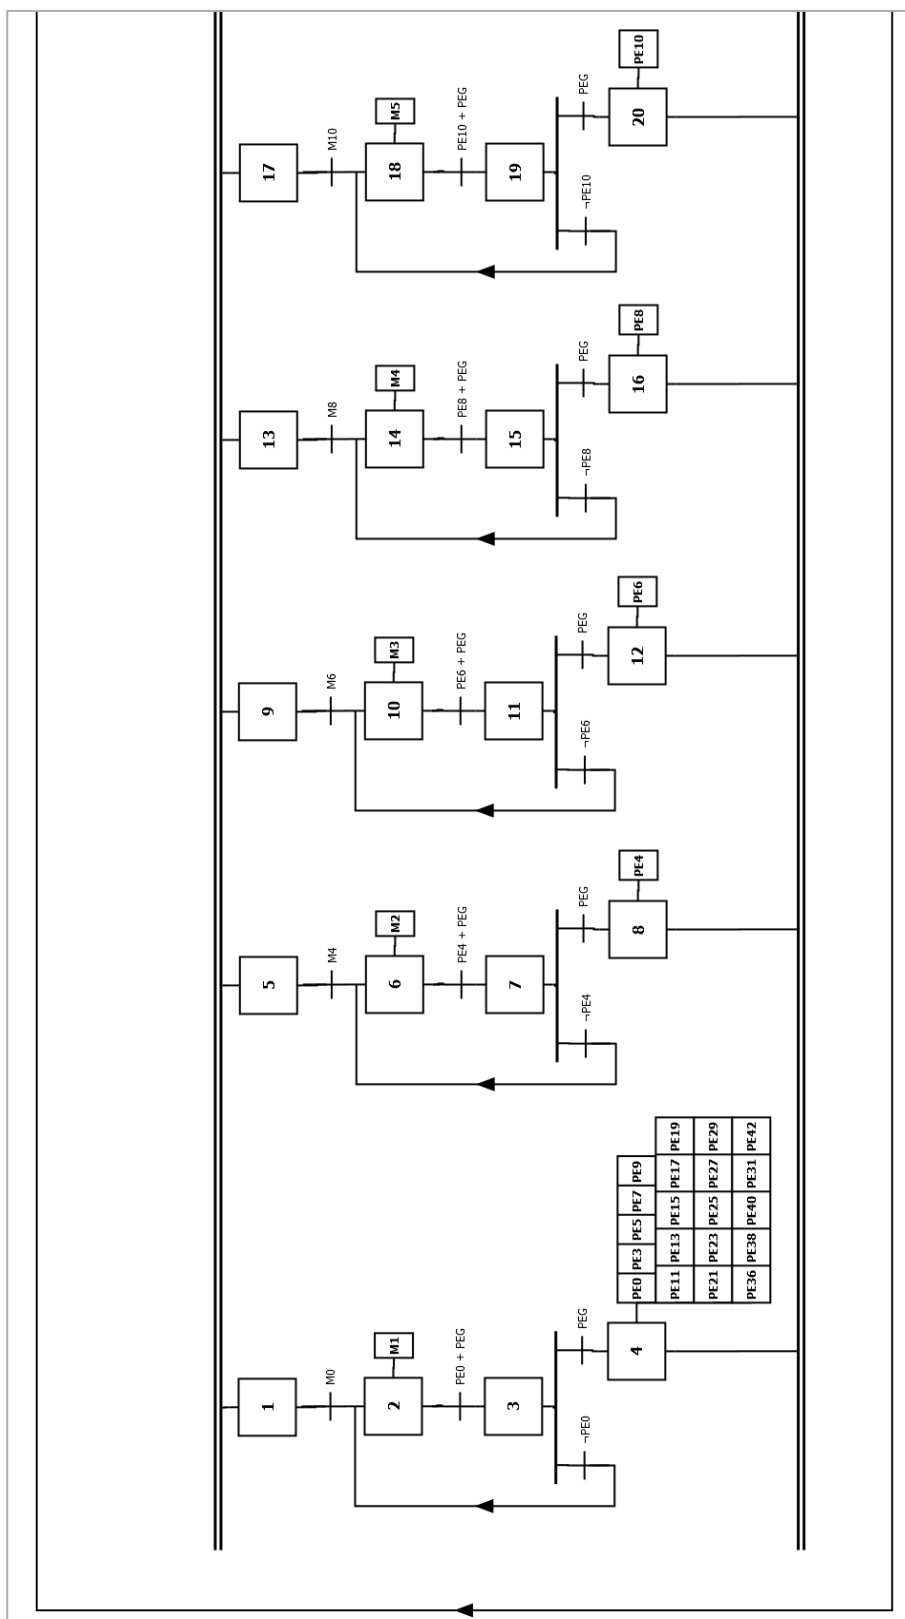 1
M0
2
M1
PE0 + PEG
3
¬PE0
PEG
4
PE0 PE3 PE5 PE7 PE9
PE11 PE13 PE15 PE17 PE19
PE21 PE23 PE25 PE27 PE29
PE36 PE38 PE40 PE31 PE42
5
M4
6
M2
PE4 + PEG
7
¬PE4
PEG
8
PE4
9
M6
10
M3
PE6 + PEG
11
¬PE6
PEG
12
PE6
13
M8
14
M4
PE8 + PEG
15
¬PE8
PEG
16
PE8
17
M10
18
M5
PE10 + PEG
19
¬PE10
PEG
20
PE10